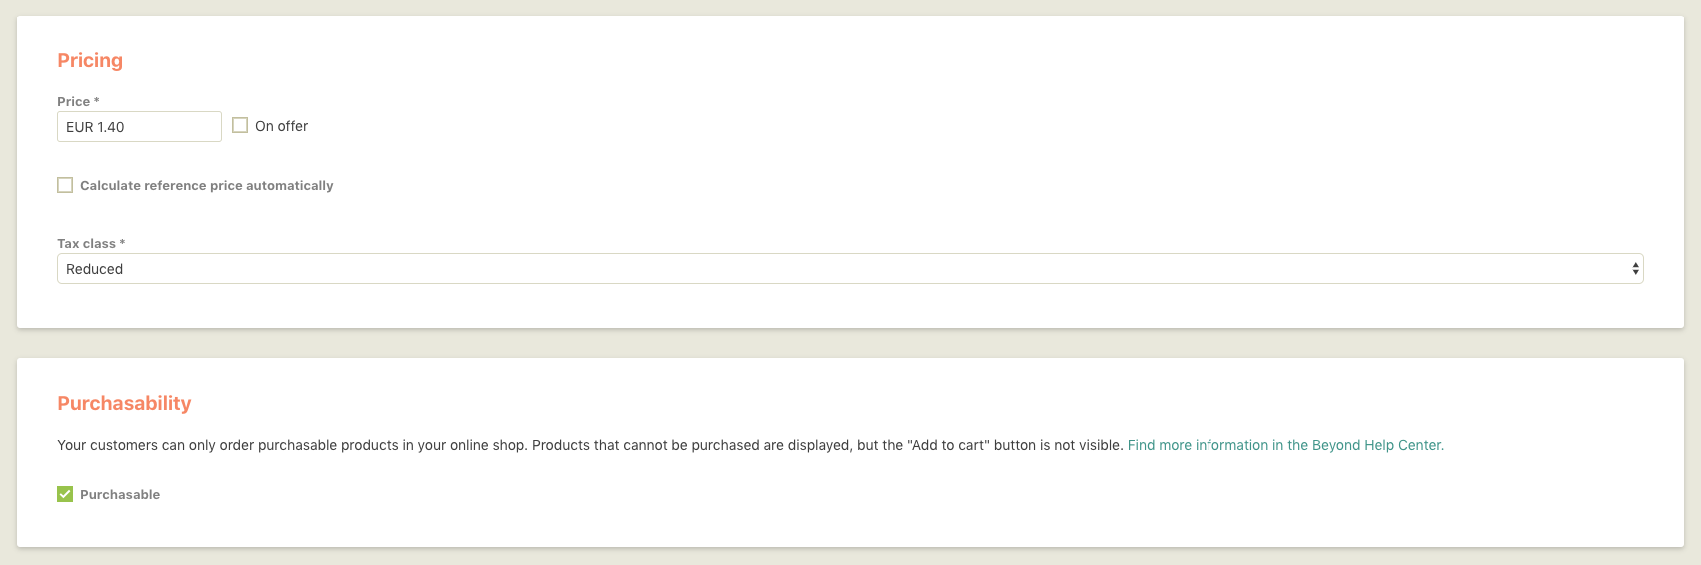 Pricing
Price *
EUR 1.40
On offer
Calculate reference price automatically
Tax class *
Reduced
Purchasability
Your customers can only order purchasable products in your online shop. Products that cannot be purchased are displayed, but the "Add to cart" button is not visible. Find more information in the Beyond Help Center.
Purchasable